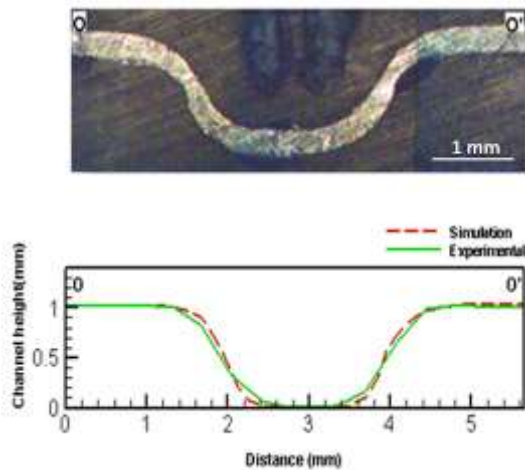 O O'
1 mm
Simulation
Experimental
O O'
Channel height(mm)
1
0.5
0
0 1 2 3 4 5
Distance (mm)